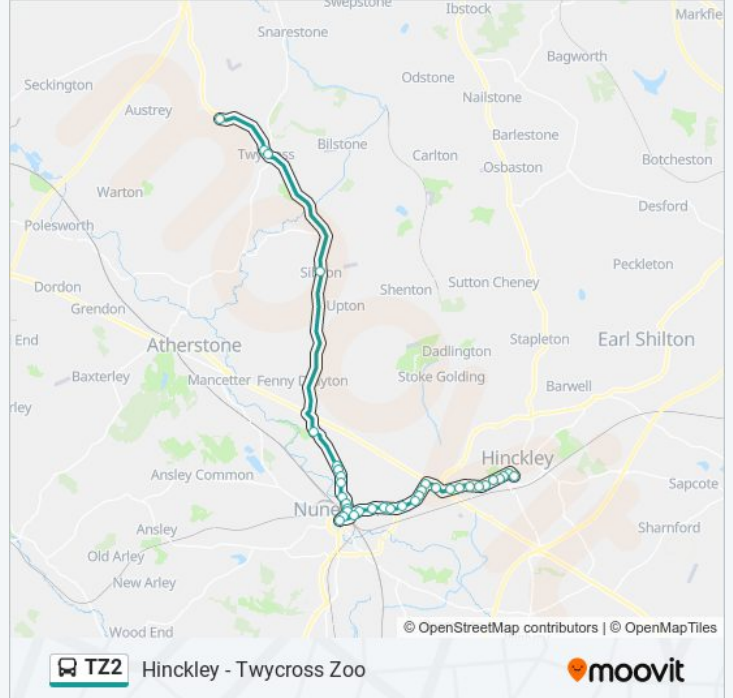 Swepstone
Ibstock
Markfie
Snarestone
Bagworth
Seckington
Odstone
Nailstone
Austrey
Barlestone
Bilstone
Twycross
Carlton
Botcheston
Osbaston
Warton
Desford
Polesworth
Peckleton
Sibson
Shenton
Sutton Cheney
Dordon
Upton
Grendon
End
Atherstone
Stapleton
Earl Shilton
Dadlington
Baxterley
Mancetter
Fenny Drayton
Stoke Golding
Barwell
rley
Hinckley
Ansley Common
Sapcote
Nune
Ansley
Sharnford
Old Arley
New Arley
Wood End
© OpenStreetMap contributors | © OpenMapTiles
TZ2 Hinckley - Twycross Zoo
moovit